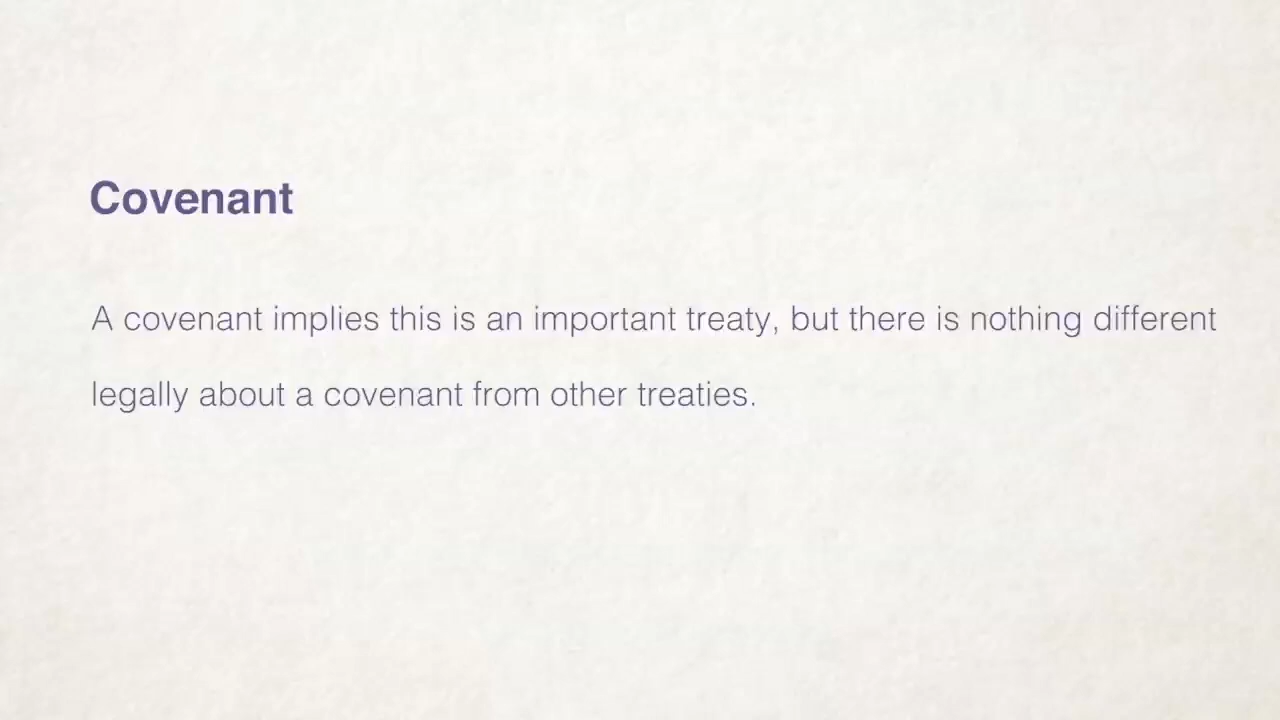 Covenant
A covenant implies this is an important treaty, but there is nothing different
legally about a covenant from other treaties.